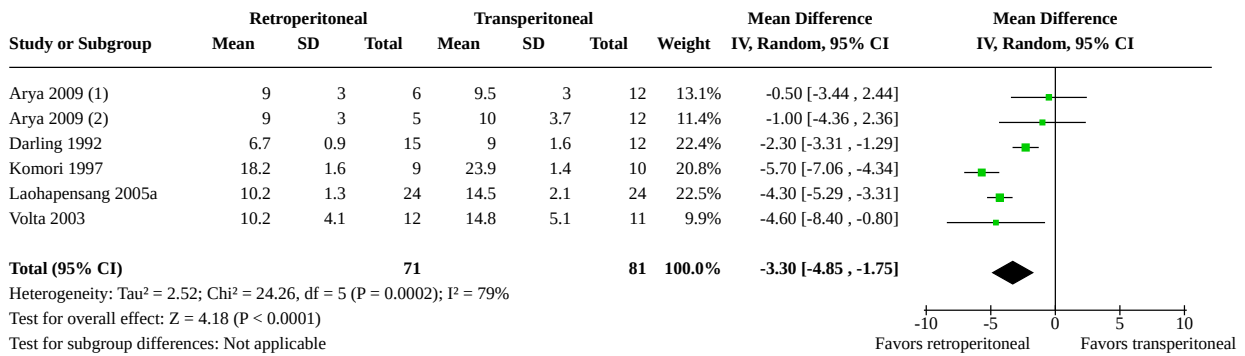 Retroperitoneal Transperitoneal Mean Difference Mean Difference
Study or Subgroup Mean SD Total Mean SD Total Weight IV, Random, 95% CI IV, Random, 95% CI
Arya 2009 (1) 9 3 6 9.5 3 12 13.1% -0.50 [-3.44 , 2.44]
Arya 2009 (2) 9 3 5 10 3.7 12 11.4% -1.00 [-4.36 , 2.36]
Darling 1992 6.7 0.9 15 9 1.6 12 22.4% -2.30 [-3.31 , -1.29]
Komori 1997 18.2 1.6 9 23.9 1.4 10 20.8% -5.70 [-7.06 , -4.34]
Laohapensang 2005a 10.2 1.3 24 14.5 2.1 24 22.5% -4.30 [-5.29 , -3.31]
Volta 2003 10.2 4.1 12 14.8 5.1 11 9.9% -4.60 [-8.40 , -0.80]
Total (95% CI) 71 81 100.0% -3.30 [-4.85 , -1.75]
Heterogeneity: Tau² = 2.52; Chi² = 24.26, df = 5 (P = 0.0002); I² = 79%
Test for overall effect: Z = 4.18 (P < 0.0001) -10 -5 0 5 10
Test for subgroup differences: Not applicable Favors retroperitoneal Favors transperitoneal